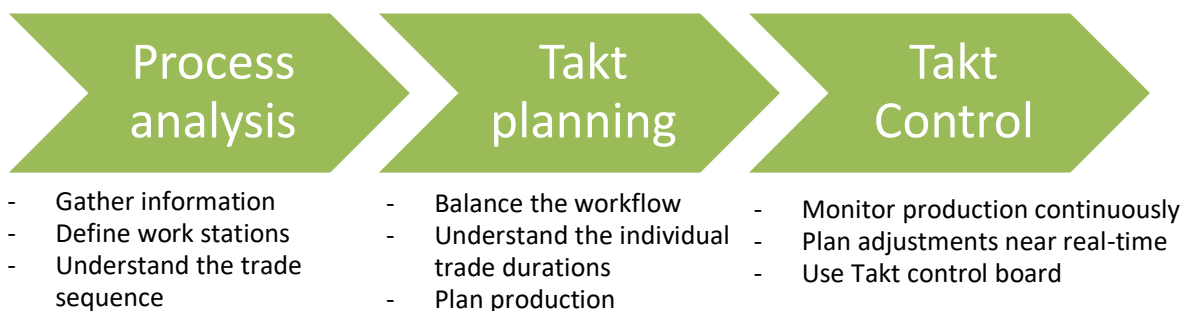 Process
analysis
- Gather information
- Define work stations
- Understand the trade
sequence
Takt
planning
- Balance the workflow
- Understand the individual
trade durations
- Plan production
Takt
Control
- Monitor production continuously
- Plan adjustments near real-time
- Use Takt control board